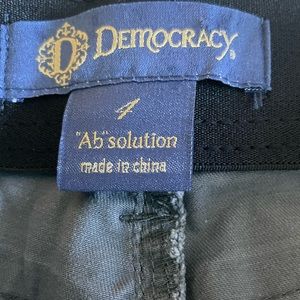 D DEMOCRACY®
4
"Ab"solution
made in china